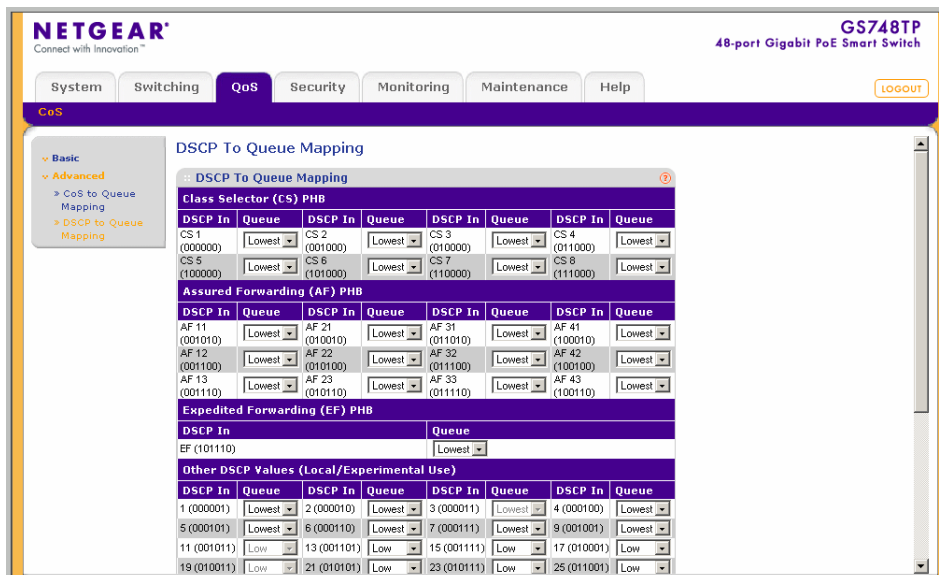 NETGEAR®
Connect with Innovation™
GS748TP
48-port Gigabit PoE Smart Switch
System Switching QoS Security Monitoring Maintenance Help LOGOUT
CoS
Basic
Advanced
» CoS to Queue
Mapping
» DSCP to Queue
Mapping
DSCP To Queue Mapping
:: DSCP To Queue Mapping ?
Class Selector (CS) PHB
DSCP In Queue DSCP In Queue DSCP In Queue DSCP In Queue
CS 1 (000000) Lowest CS 2 (001000) Lowest CS 3 (010000) Lowest CS 4 (011000) Lowest
CS 5 (100000) Lowest CS 6 (101000) Lowest CS 7 (110000) Lowest CS 8 (111000) Lowest
Assured Forwarding (AF) PHB
DSCP In Queue DSCP In Queue DSCP In Queue DSCP In Queue
AF 11 (001010) Lowest AF 21 (010010) Lowest AF 31 (011010) Lowest AF 41 (100010) Lowest
AF 12 (001100) Lowest AF 22 (010100) Lowest AF 32 (011100) Lowest AF 42 (100100) Lowest
AF 13 (001110) Lowest AF 23 (010110) Lowest AF 33 (011110) Lowest AF 43 (100110) Lowest
Expedited Forwarding (EF) PHB
DSCP In Queue
EF (101110) Lowest
Other DSCP Values (Local/Experimental Use)
DSCP In Queue DSCP In Queue DSCP In Queue DSCP In Queue
1 (000001) Lowest 2 (000010) Lowest 3 (000011) Lowest 4 (000100) Lowest
5 (000101) Lowest 6 (000110) Lowest 7 (000111) Lowest 9 (001001) Lowest
11 (001011) Low 13 (001101) Low 15 (001111) Low 17 (010001) Low
19 (010011) Low 21 (010101) Low 23 (010111) Low 25 (011001) Low